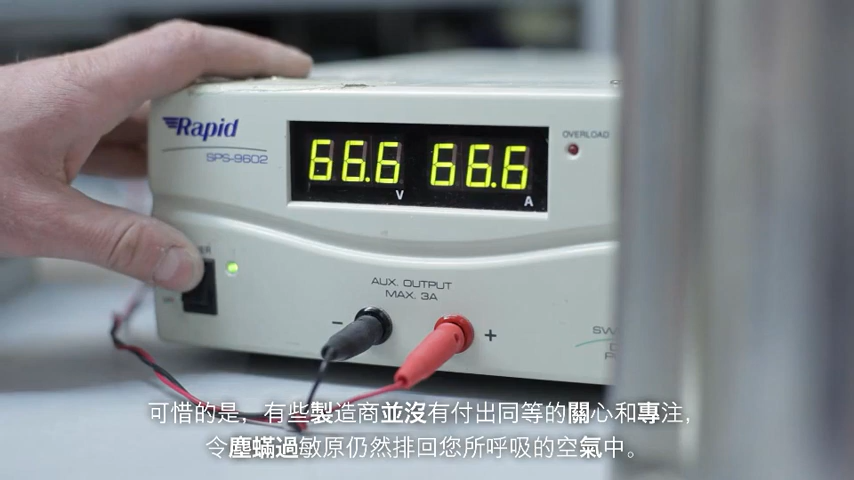 Rapid
SPS-9602
66.6 V
66.6 A
OVERLOAD
AUX. OUTPUT
MAX. 3A
- +
SW
可惜的是，有些製造商並沒有付出同等的關心和專注，
令塵蟎過敏原仍然排回您所呼吸的空氣中。